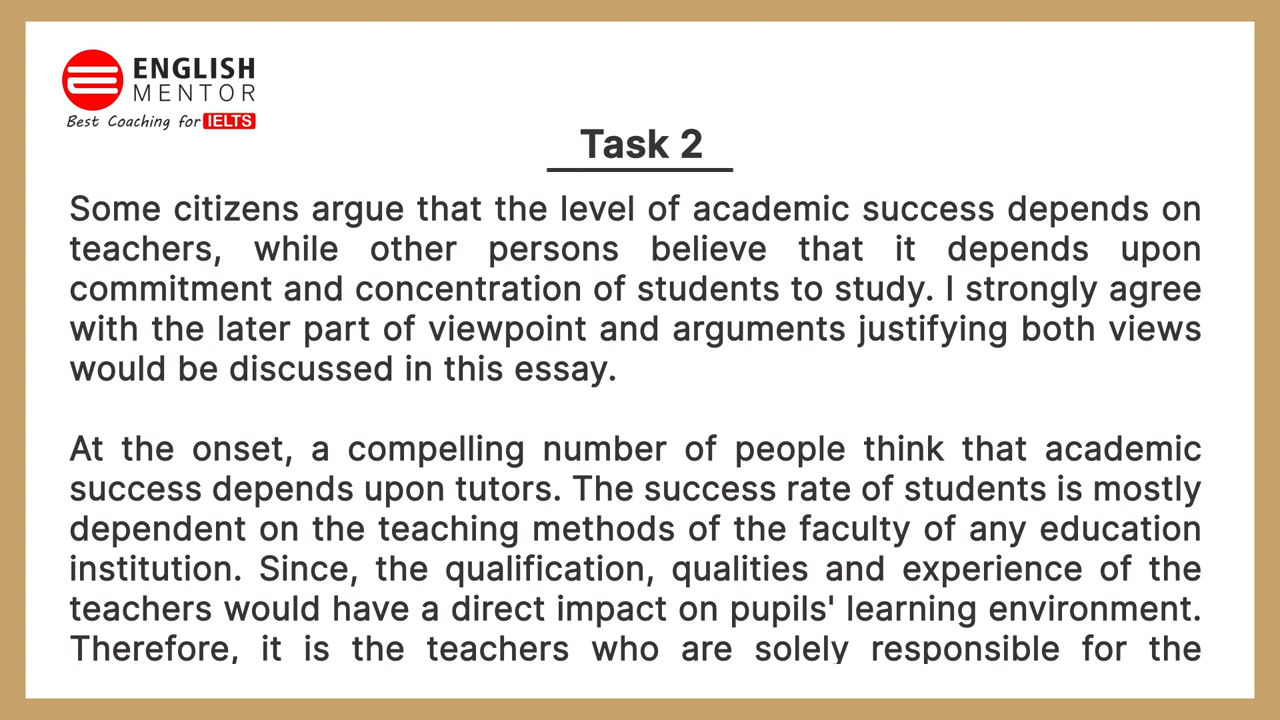 ENGLISH
MENTOR
Best Coaching for IELTS
Task 2
Some citizens argue that the level of academic success depends on
teachers, while other persons believe that it depends upon
commitment and concentration of students to study. I strongly agree
with the later part of viewpoint and arguments justifying both views
would be discussed in this essay.
At the onset, a compelling number of people think that academic
success depends upon tutors. The success rate of students is mostly
dependent on the teaching methods of the faculty of any education
institution. Since, the qualification, qualities and experience of the
teachers would have a direct impact on pupils' learning environment.
Therefore, it is the teachers who are solely responsible for the